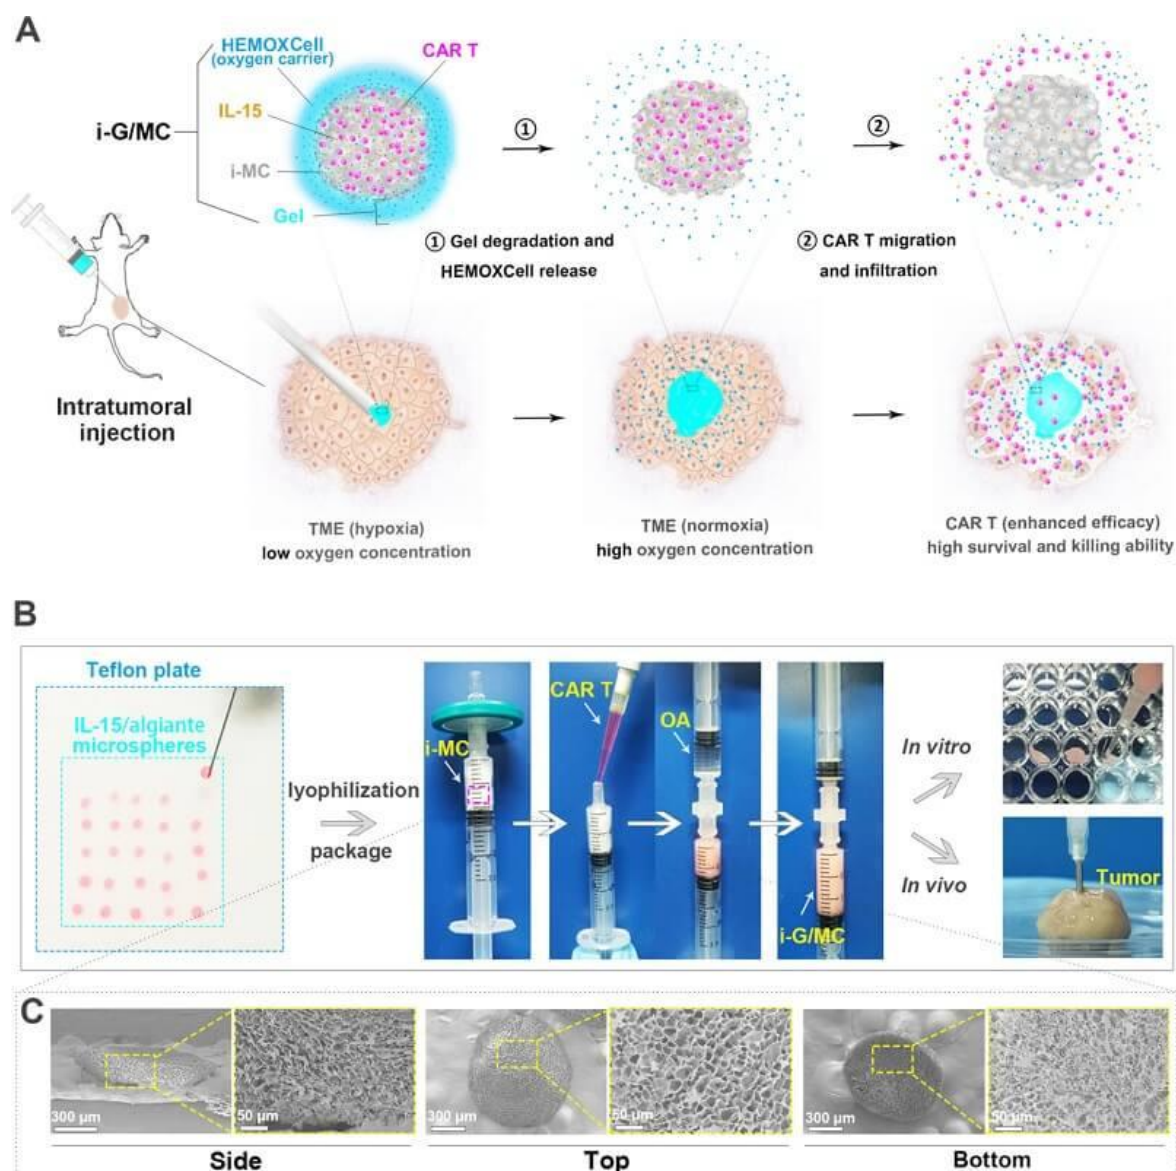 A
HEMOXCell
(oxygen carrier)
CAR T
IL-15
i-G/MC
i-MC
Gel
①
②
① Gel degradation and
HEMOXCell release
② CAR T migration
and infiltration
Intratumoral
injection
TME (hypoxia)
low oxygen concentration
TME (normoxia)
high oxygen concentration
CAR T (enhanced efficacy)
high survival and killing ability
B
Teflon plate
IL-15/algiante
microspheres
lyophilization
package
i-MC
CAR T
OA
i-G/MC
In vitro
In vivo
Tumor
C
300 μm
50 μm
300 μm
50 μm
300 μm
50 μm
Side
Top
Bottom